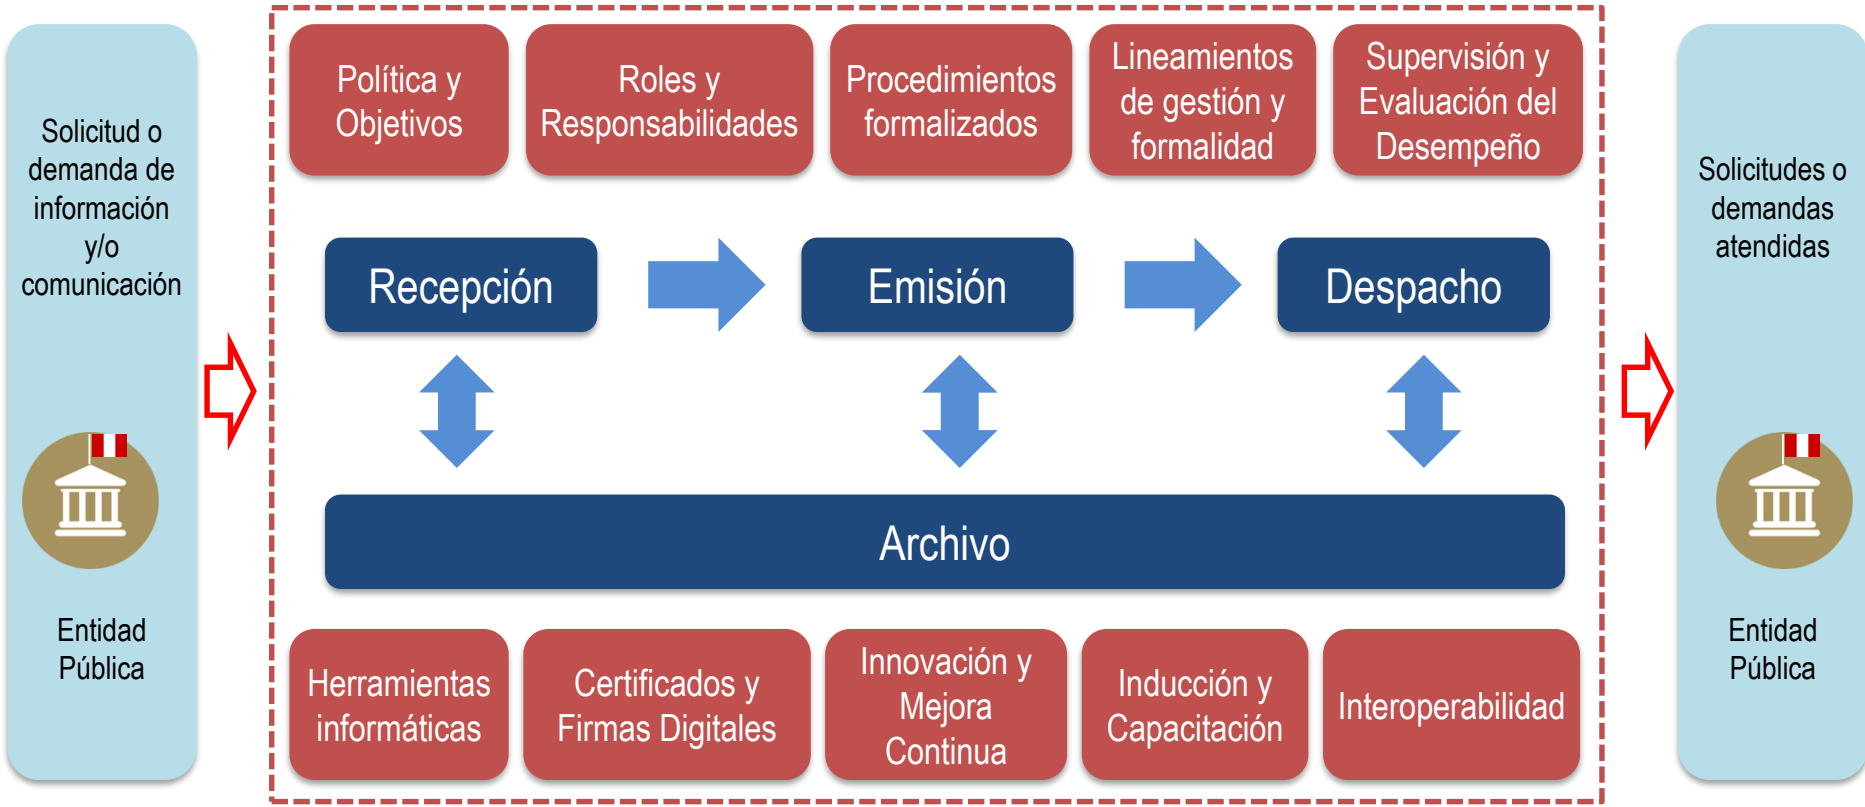 Solicitud o
demanda de
información
y/o
comunicación
Entidad
Pública
Política y
Objetivos
Roles y
Responsabilidades
Procedimientos
formalizados
Lineamientos
de gestión y
formalidad
Supervisión y
Evaluación del
Desempeño
Recepción
Emisión
Despacho
Archivo
Herramientas
informáticas
Certificados y
Firmas Digitales
Innovación y
Mejora
Continua
Inducción y
Capacitación
Interoperabilidad
Solicitudes o
demandas
atendidas
Entidad
Pública